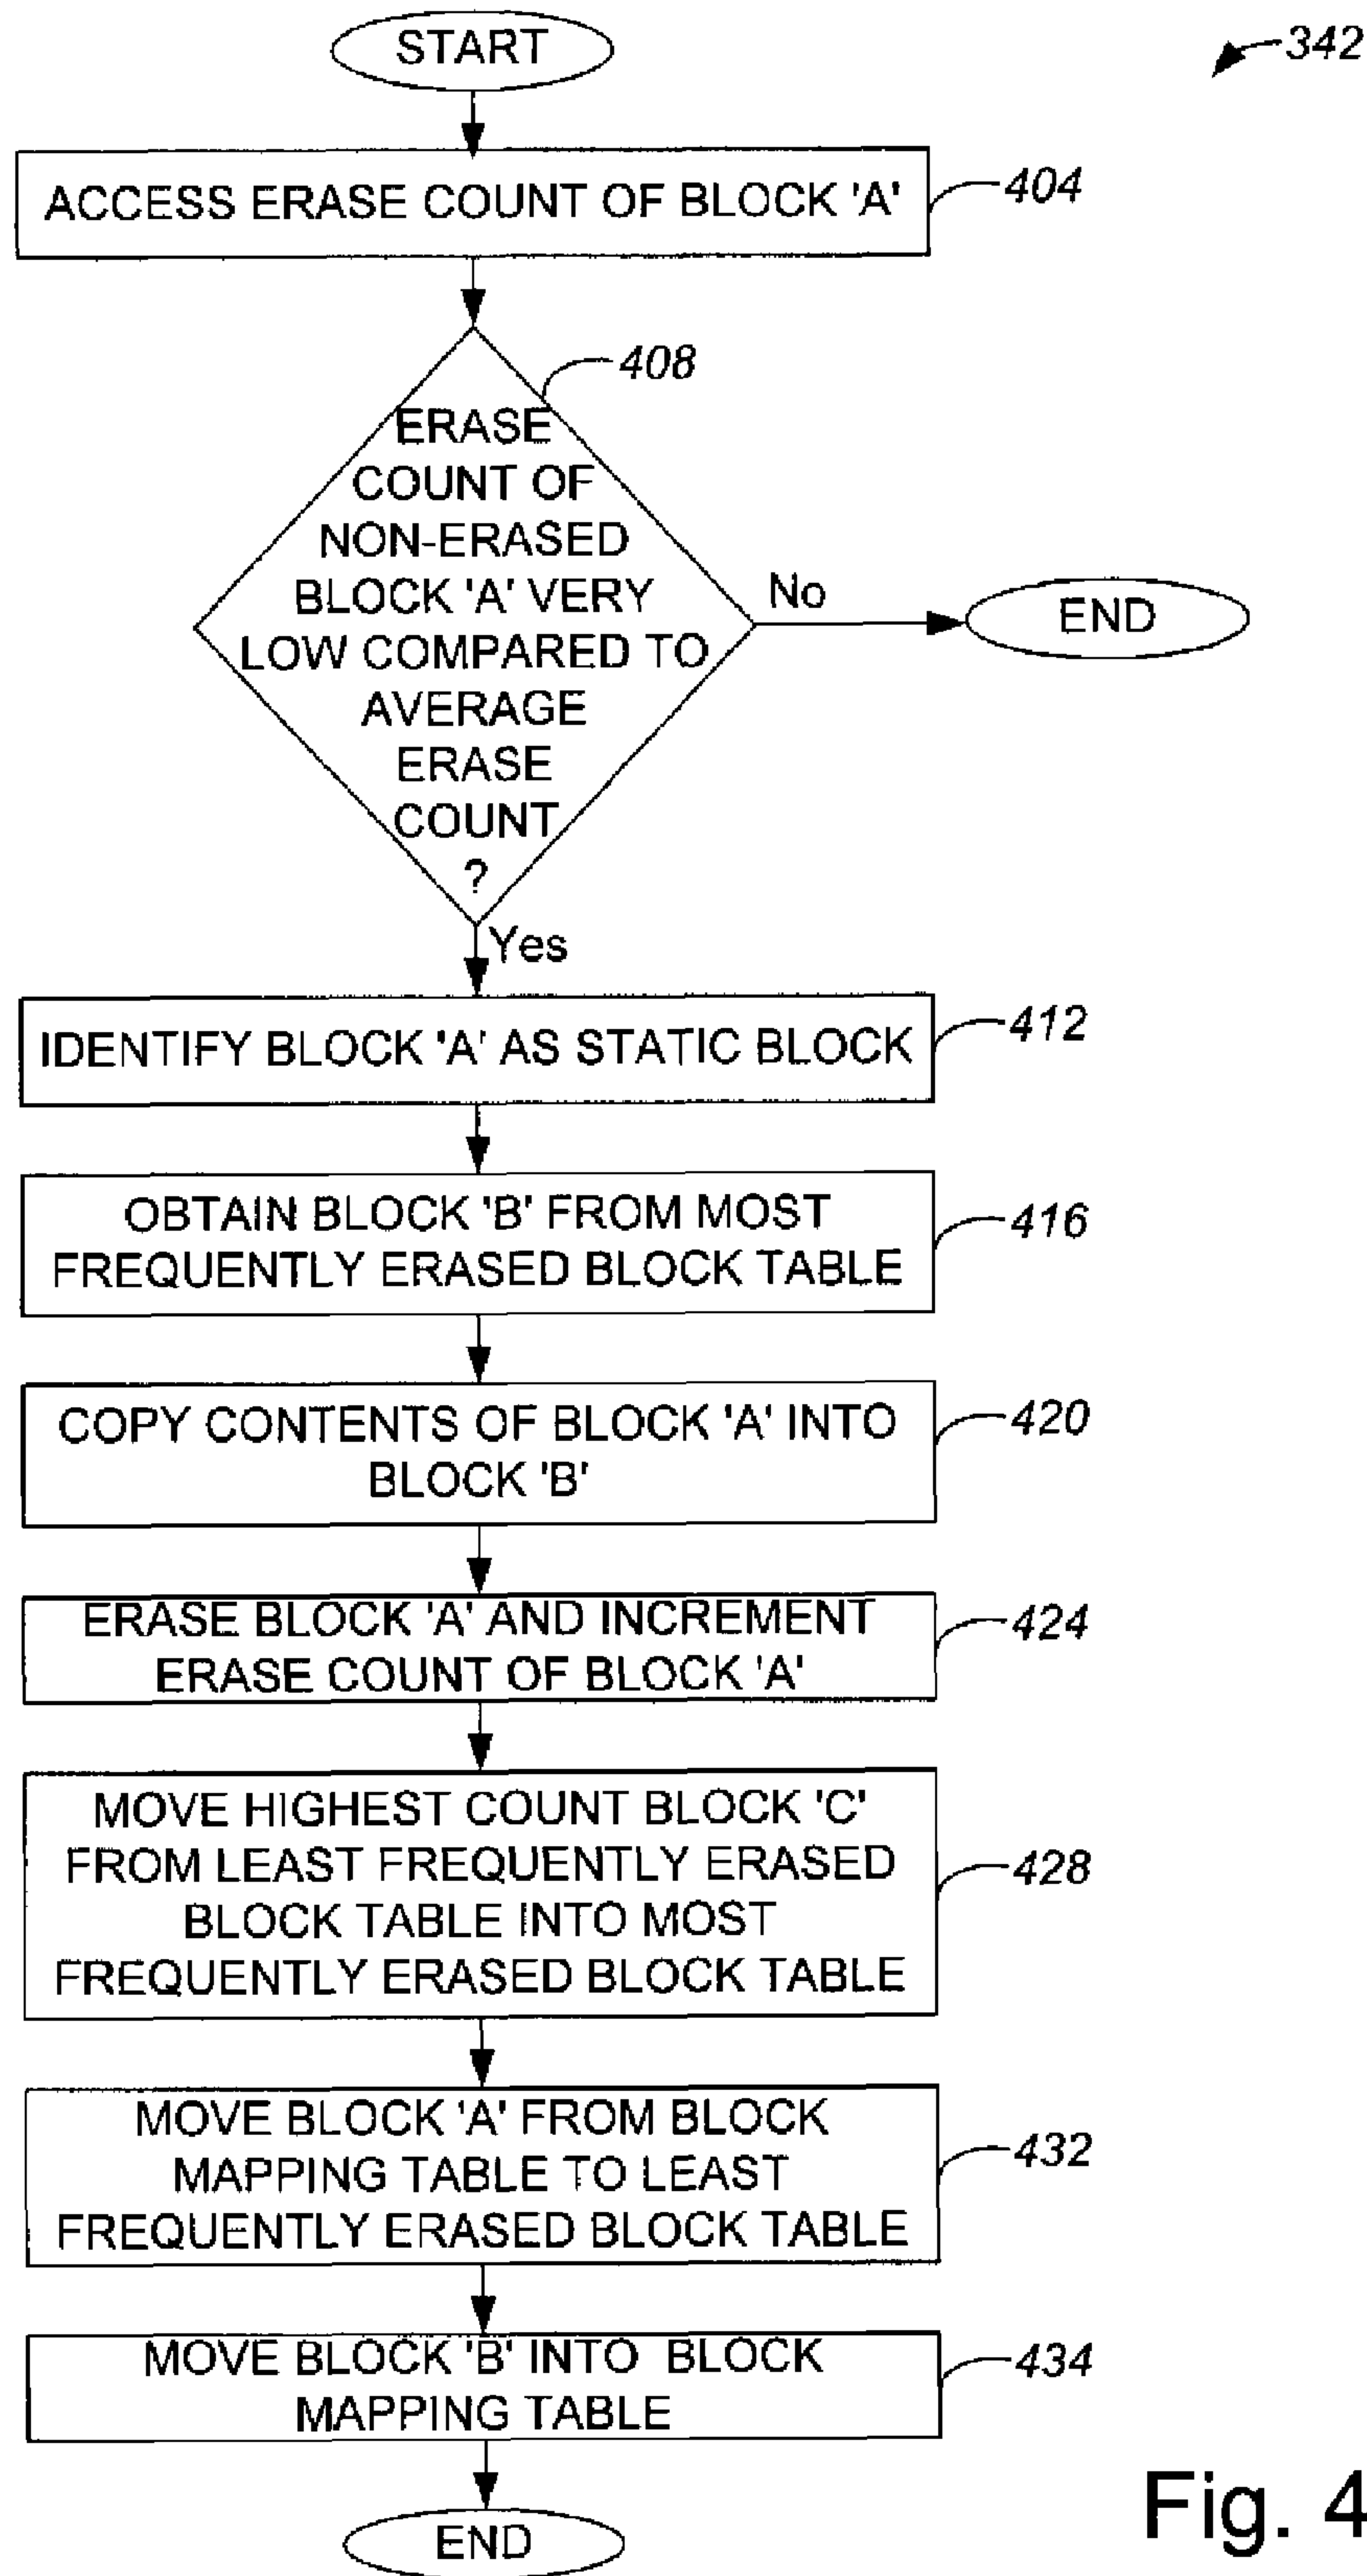 START
342
ACCESS ERASE COUNT OF BLOCK 'A'
404
408
ERASE
COUNT OF
NON-ERASED
BLOCK 'A' VERY
LOW COMPARED TO
AVERAGE
ERASE
COUNT
?
No
END
Yes
IDENTIFY BLOCK 'A' AS STATIC BLOCK
412
OBTAIN BLOCK 'B' FROM MOST
FREQUENTLY ERASED BLOCK TABLE
416
COPY CONTENTS OF BLOCK 'A' INTO
BLOCK 'B'
420
ERASE BLOCK 'A' AND INCREMENT
ERASE COUNT OF BLOCK 'A'
424
MOVE HIGHEST COUNT BLOCK 'C'
FROM LEAST FREQUENTLY ERASED
BLOCK TABLE INTO MOST
FREQUENTLY ERASED BLOCK TABLE
428
MOVE BLOCK 'A' FROM BLOCK
MAPPING TABLE TO LEAST
FREQUENTLY ERASED BLOCK TABLE
432
MOVE BLOCK 'B' INTO BLOCK
MAPPING TABLE
434
END
Fig. 4